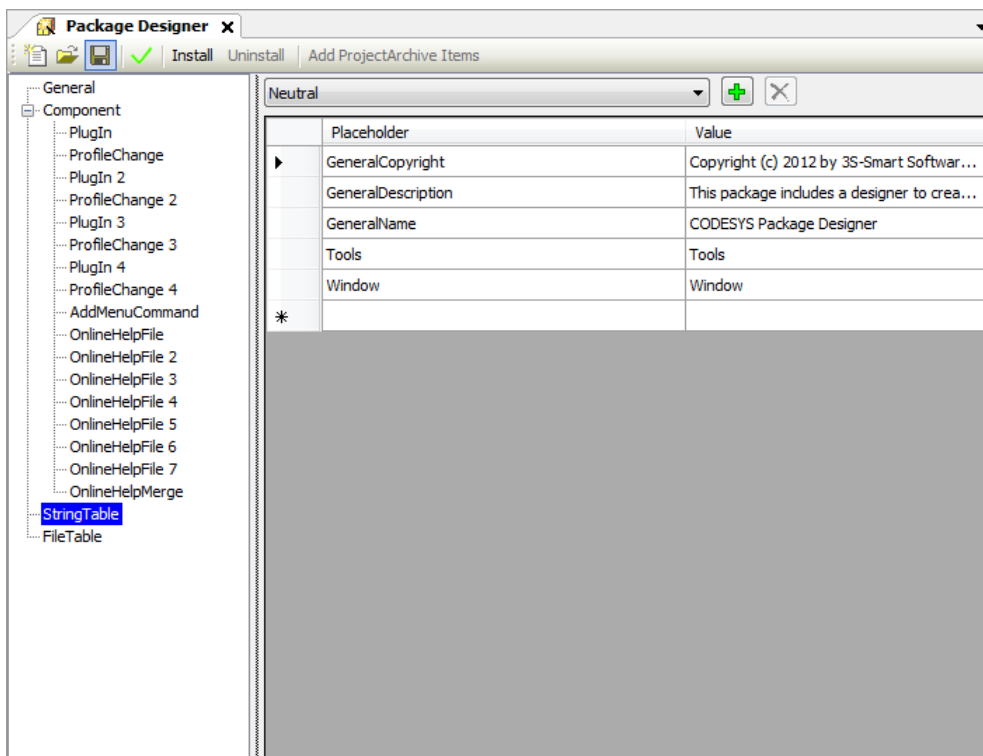 Package Designer
Install Uninstall Add ProjectArchive Items
General
Component
PlugIn
ProfileChange
PlugIn 2
ProfileChange 2
PlugIn 3
ProfileChange 3
PlugIn 4
ProfileChange 4
AddMenuCommand
OnlineHelpFile
OnlineHelpFile 2
OnlineHelpFile 3
OnlineHelpFile 4
OnlineHelpFile 5
OnlineHelpFile 6
OnlineHelpFile 7
OnlineHelpMerge
StringTable
FileTable
Neutral
Placeholder Value
GeneralCopyright Copyright (c) 2012 by 3S-Smart Softwar...
GeneralDescription This package includes a designer to crea...
GeneralName CODESYS Package Designer
Tools Tools
Window Window